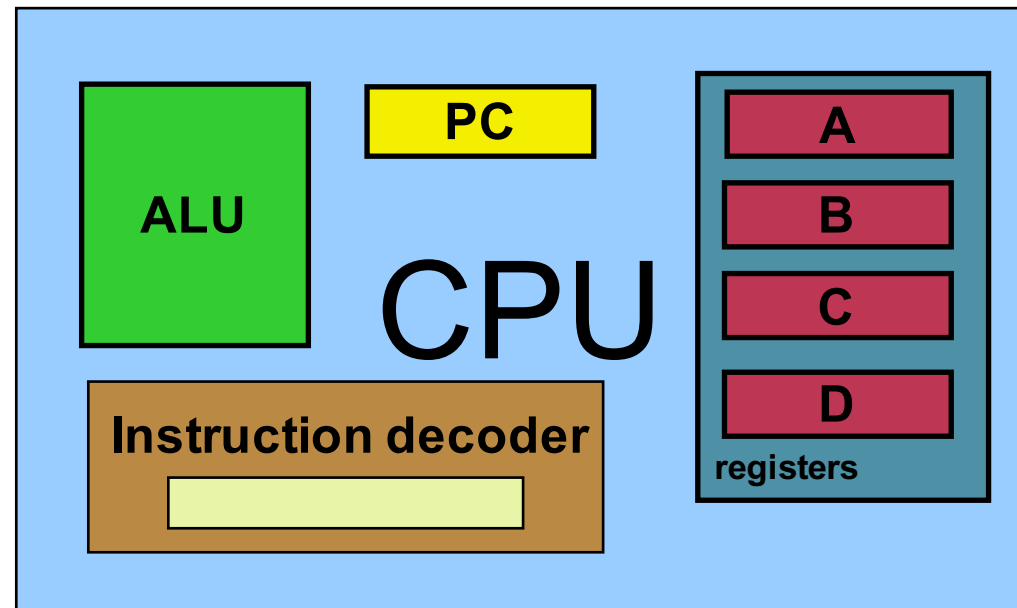 PC
A
ALU
B
CPU
C
D
Instruction decoder
registers